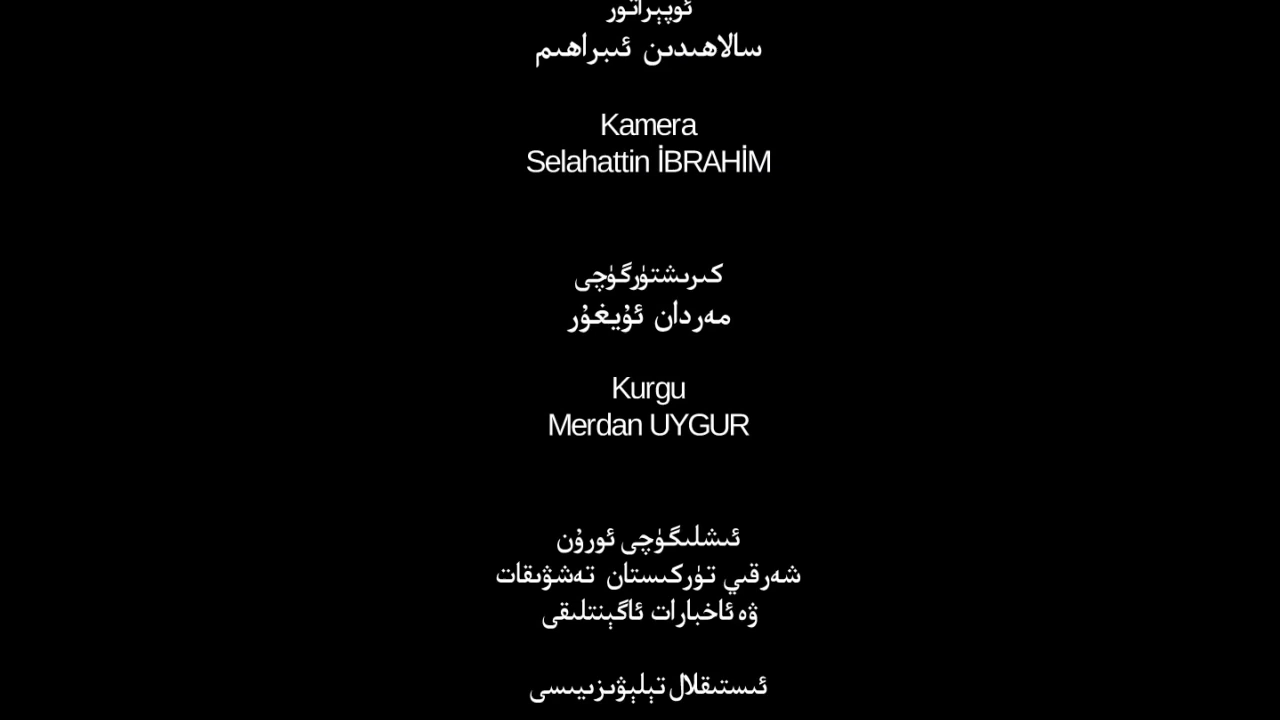 ئوپېراتور
سالاھىدىن ئىبراھىم
Kamera
Selahattin İBRAHİM
كىرىشتۈرگۈچى
مەردان ئۇيغۇر
Kurgu
Merdan UYGUR
ئىشلىگۈچى ئورۇن
شەرقىي تۈركىستان تەشۋىقات
ۋە ئاخبارات ئاگېنتلىقى
ئىستىقلال تېلېۋىزىيىسى